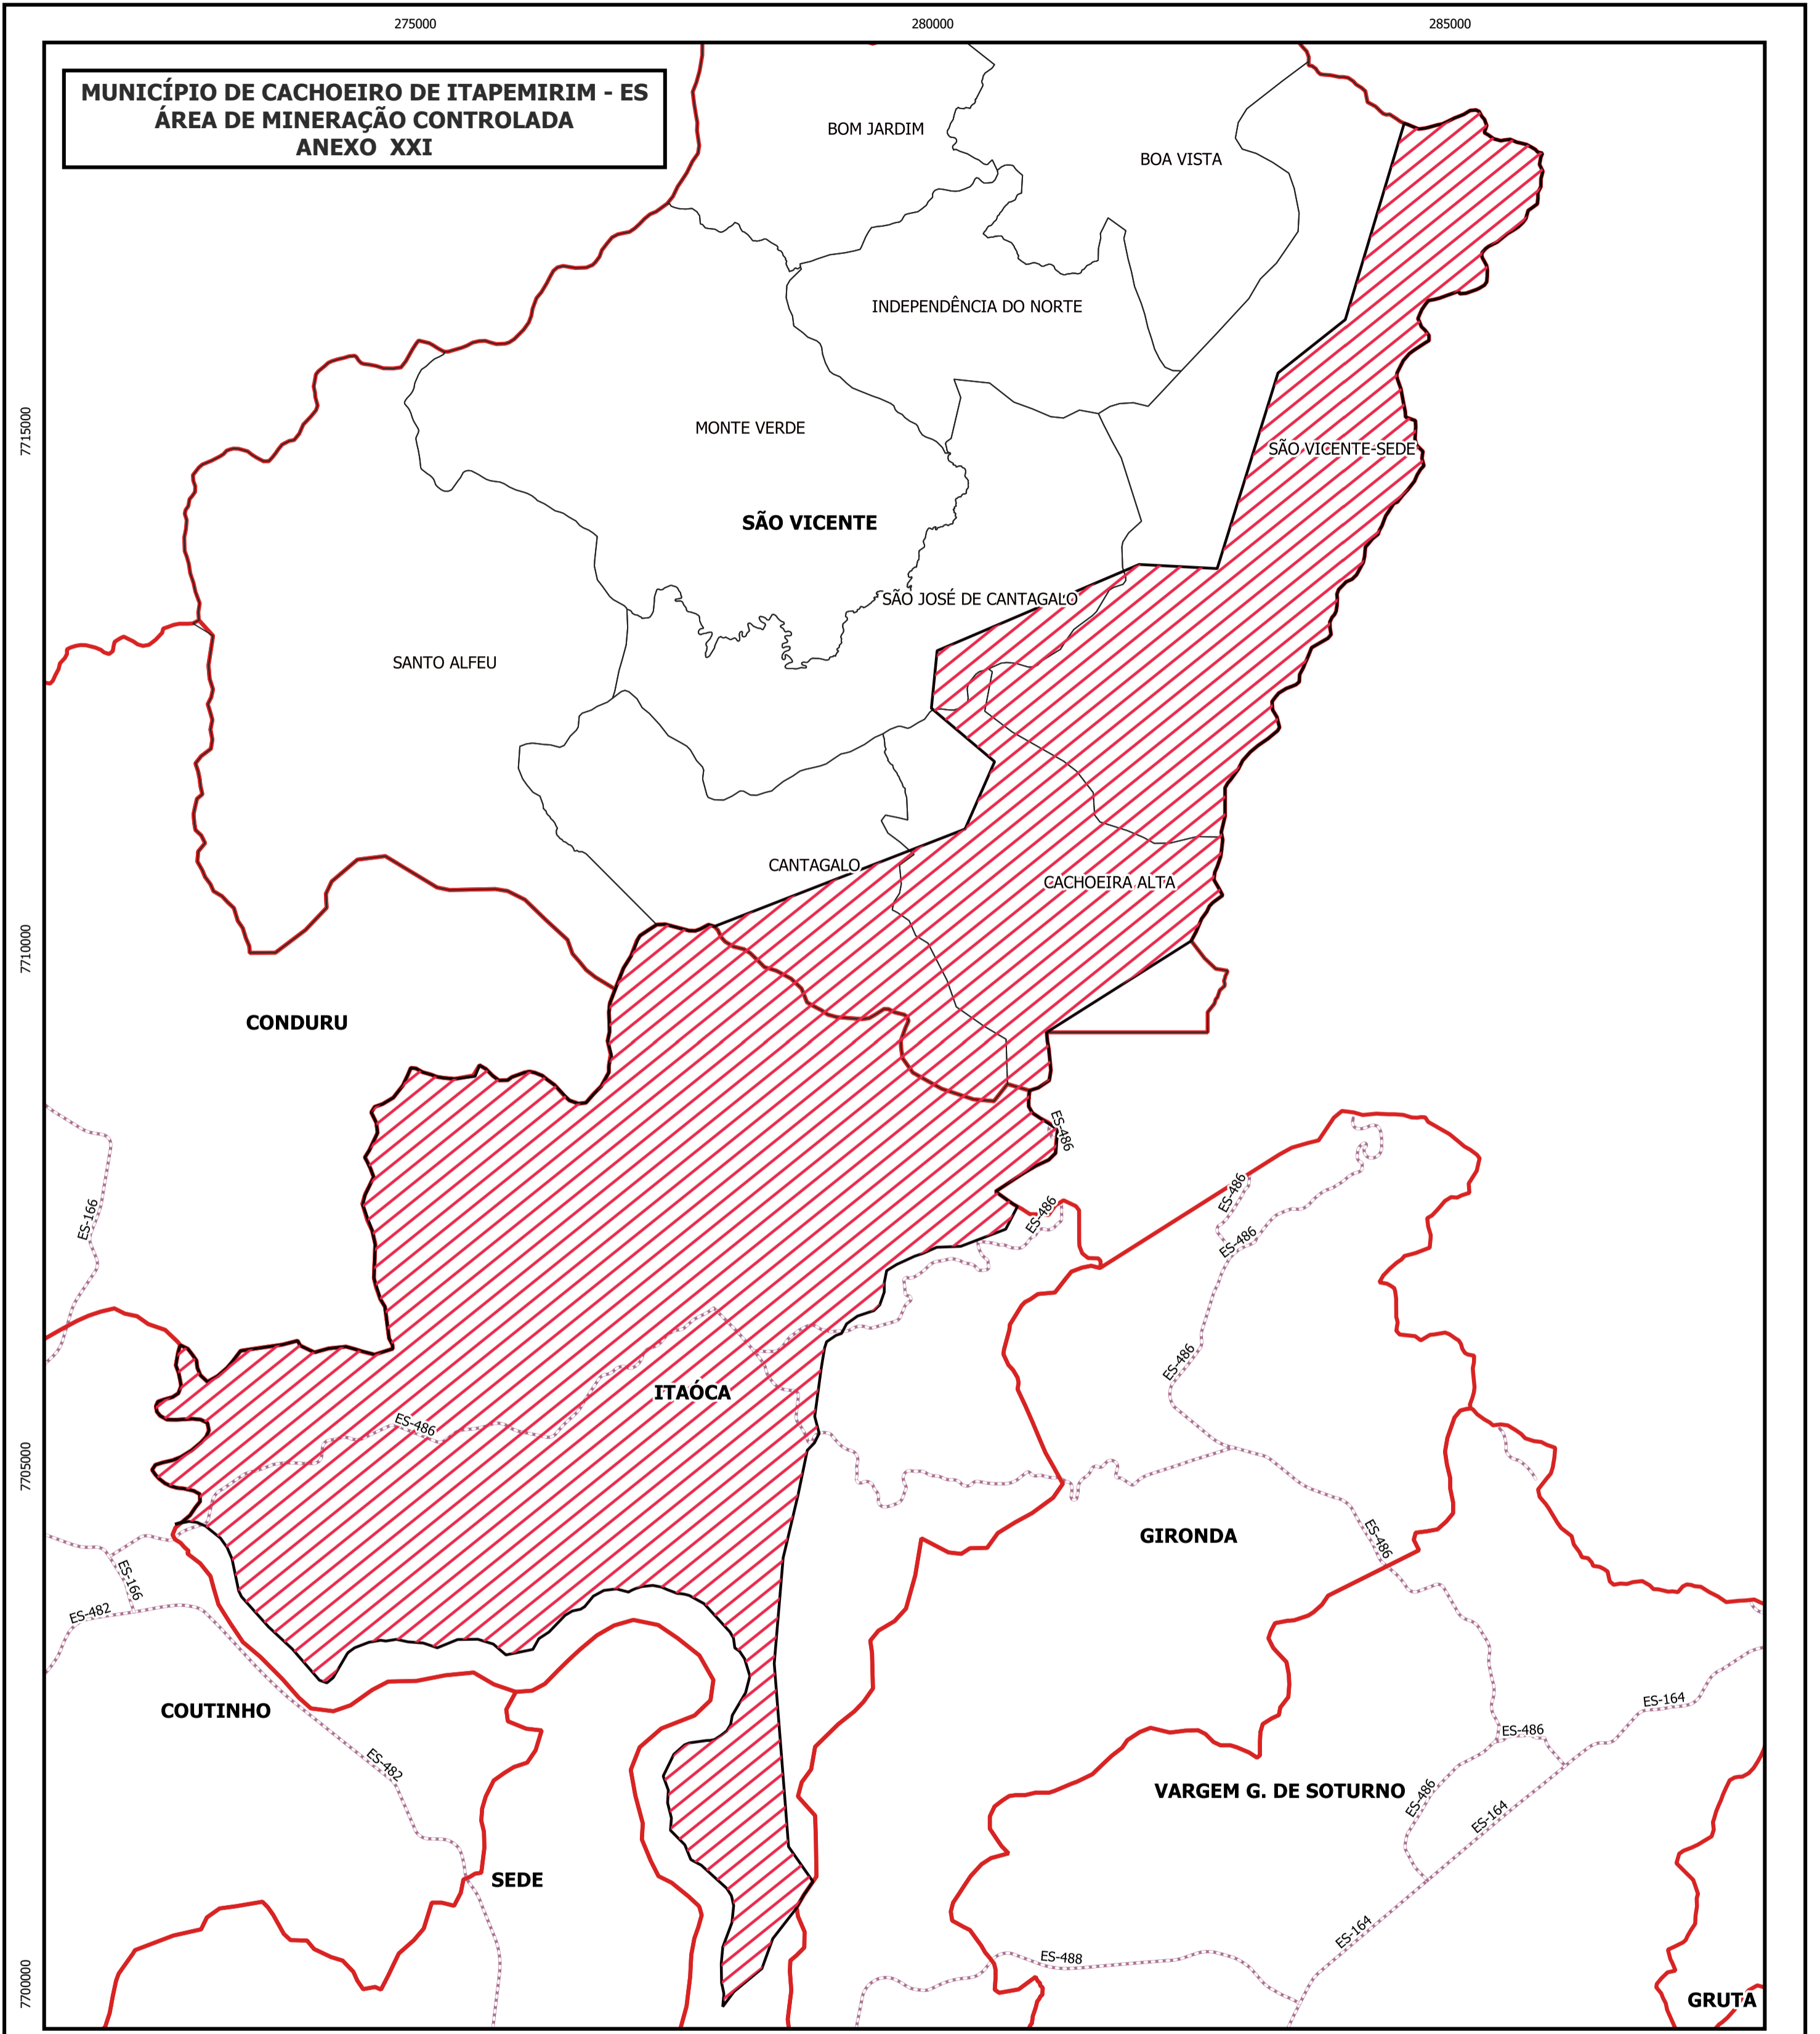 275000
280000
285000
MUNICÍPIO DE CACHOEIRO DE ITAPEMIRIM - ES
ÁREA DE MINERAÇÃO CONTROLADA
ANEXO XXI
BOM JARDIM
BOA VISTA
INDEPENDÊNCIA DO NORTE
7715000
MONTE VERDE
SÃO VICENTE-SEDE
SÃO VICENTE
SÃO JOSÉ DE CANTAGALO
SANTO ALFEU
CANTAGALO
CACHOEIRA ALTA
7710000
CONDURU
ES-486
ES-166
ES-486
ES-486
ES-486
ES-486
ITAÓCA
ES-486
7705000
GIRONDA
ES-486
ES-166
ES-482
COUTINHO
ES-164
ES-486
ES-482
VARGEM G. DE SOTURNO
ES-486
ES-164
SEDE
ES-164
ES-488
7700000
GRUTA